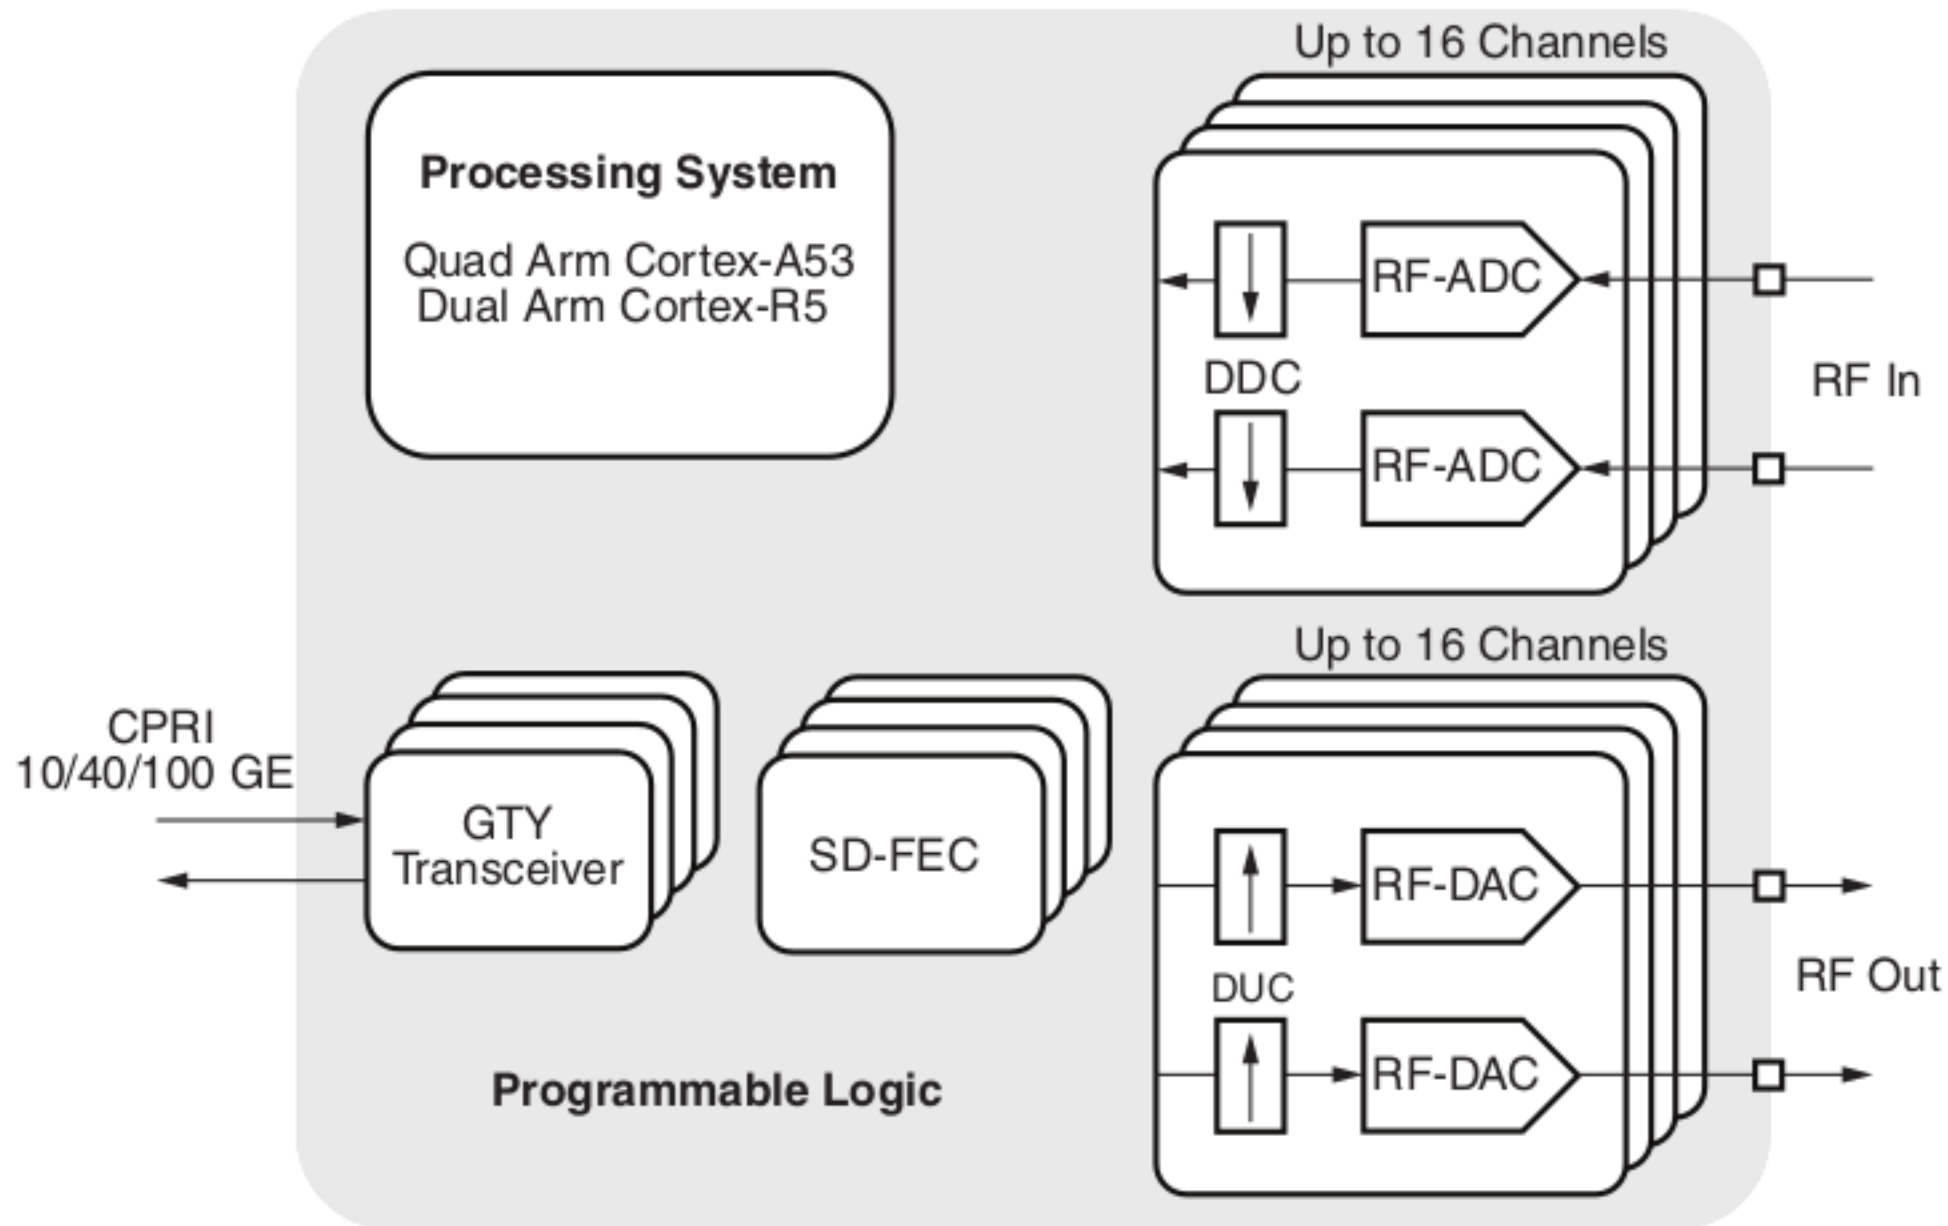 Up to 16 Channels
Processing System
Quad Arm Cortex-A53
Dual Arm Cortex-R5
RF-ADC
DDC
RF In
RF-ADC
Up to 16 Channels
CPRI
10/40/100 GE
GTY
Transceiver
SD-FEC
RF-DAC
DUC
RF Out
RF-DAC
Programmable Logic